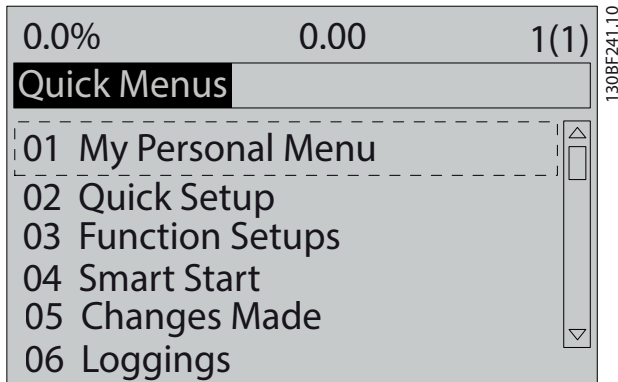 0.0% 0.00 1(1)
Quick Menus
01 My Personal Menu
02 Quick Setup
03 Function Setups
04 Smart Start
05 Changes Made
06 Loggings
130BF241.10